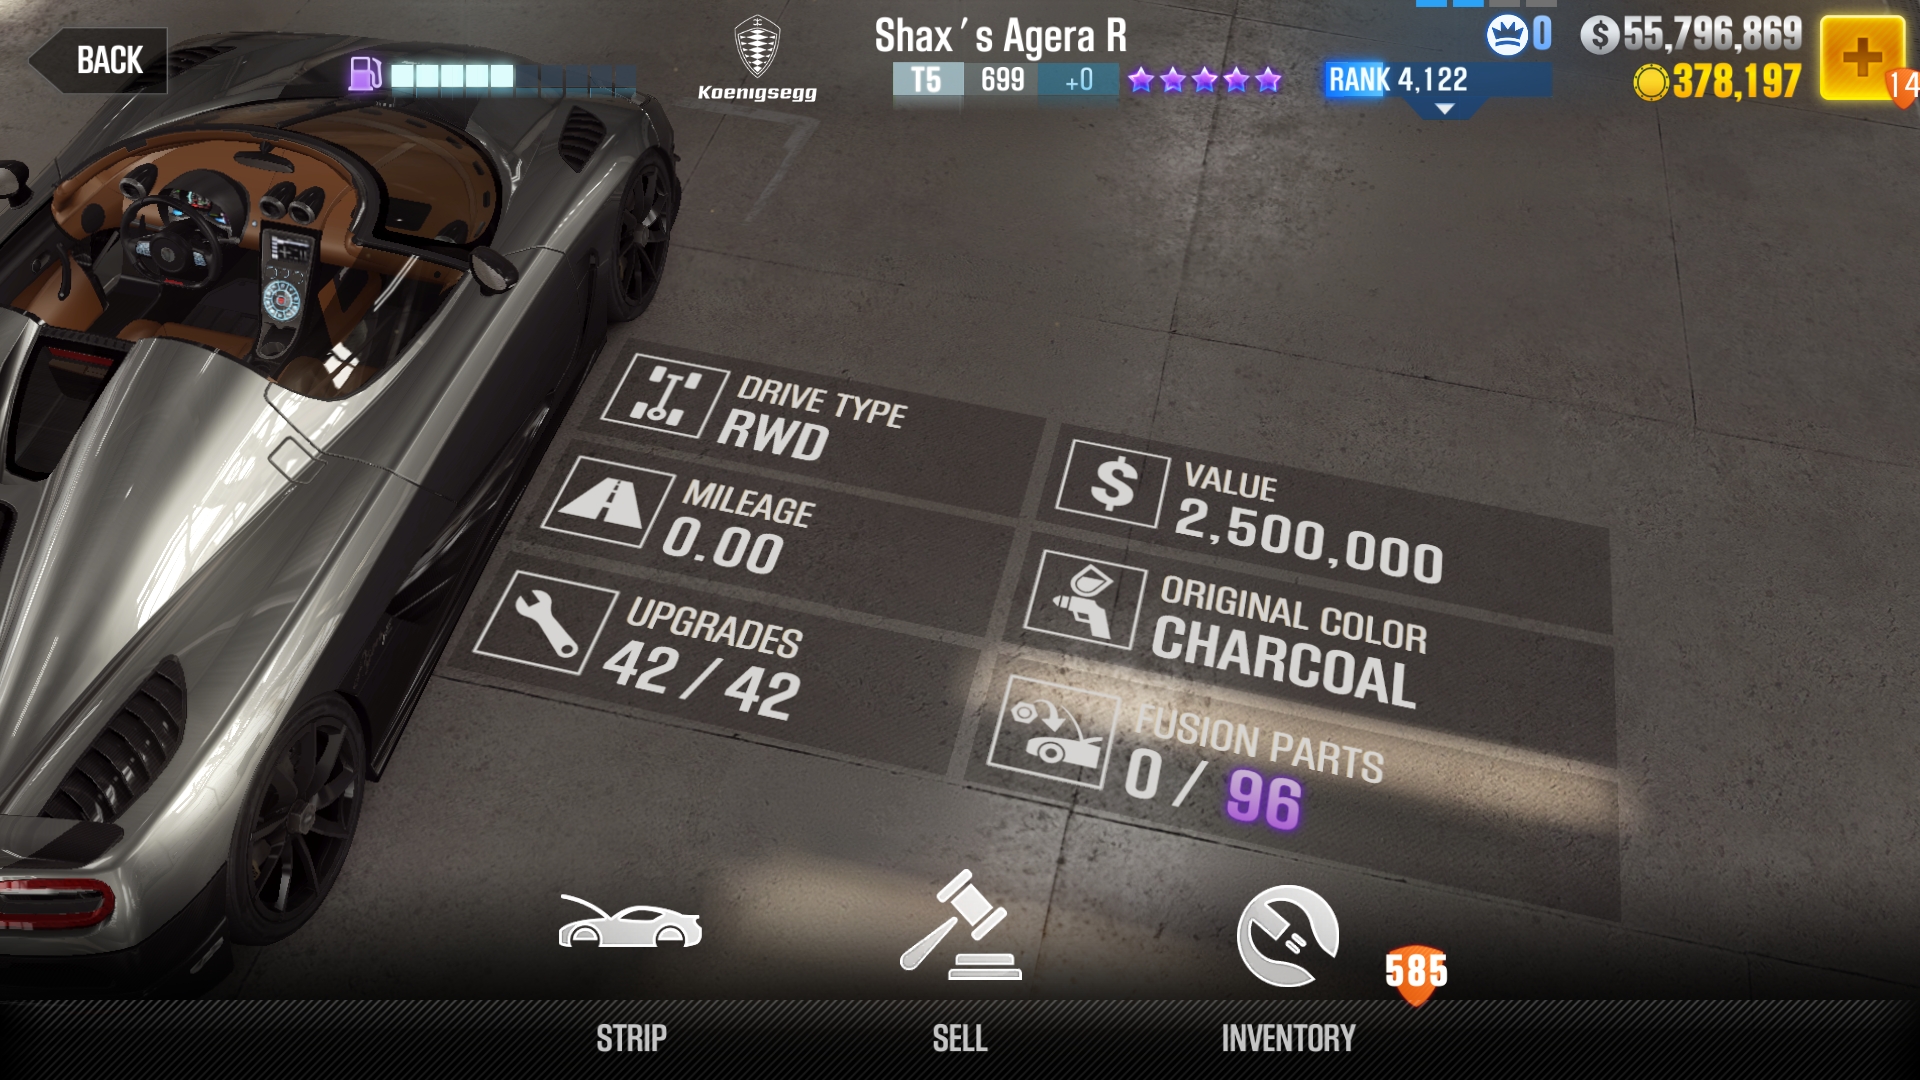 BACK
Koenigsegg
Shax's Agera R
T5 699 +0
RANK 4,122
0
$ 55,796,869
378,197
14
DRIVE TYPE
RWD
MILEAGE
0.00
UPGRADES
42/42
$ VALUE
2,500,000
ORIGINAL COLOR
CHARCOAL
FUSION PARTS
0/ 96
585
STRIP
SELL
INVENTORY